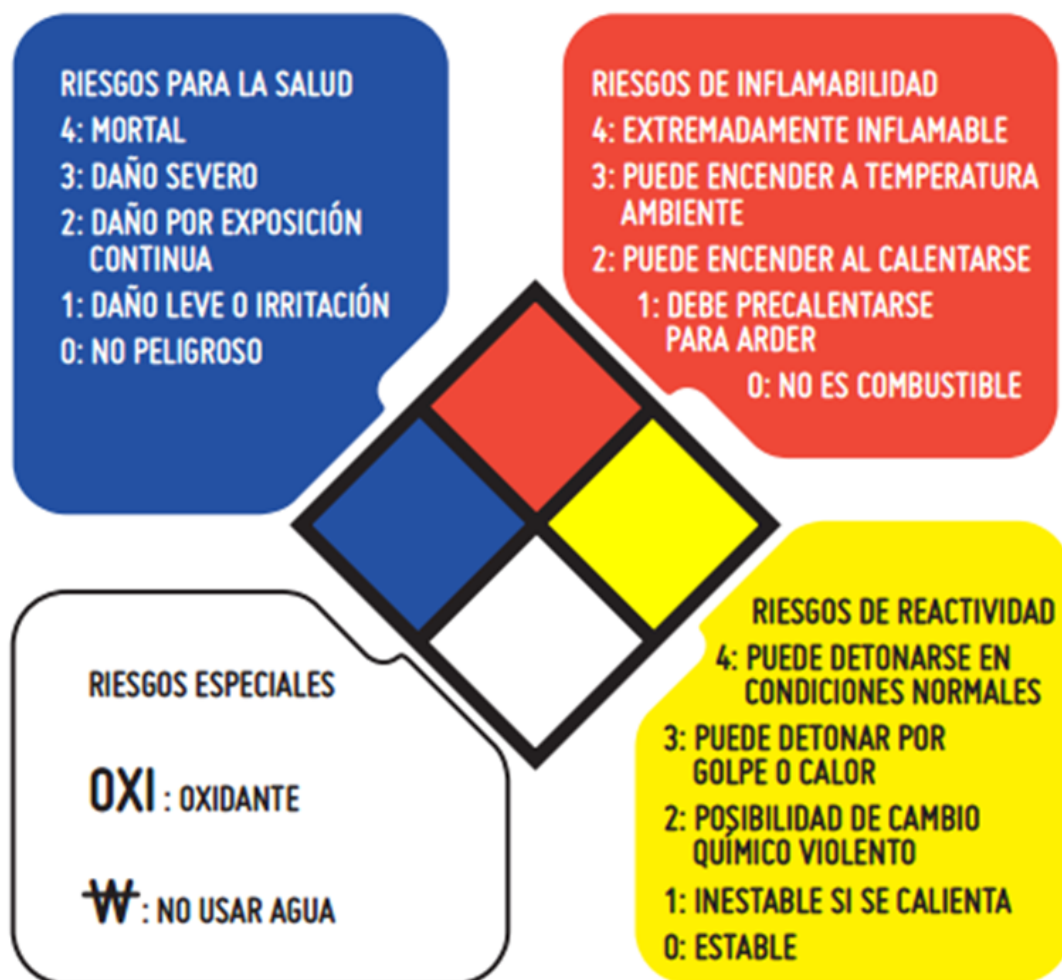 RIESGOS PARA LA SALUD
4: MORTAL
3: DAÑO SEVERO
2: DAÑO POR EXPOSICIÓN
CONTINUA
1: DAÑO LEVE O IRRITACIÓN
0: NO PELIGROSO
RIESGOS DE INFLAMABILIDAD
4: EXTREMADAMENTE INFLAMABLE
3: PUEDE ENCENDER A TEMPERATURA
AMBIENTE
2: PUEDE ENCENDER AL CALENTARSE
1: DEBE PRECALENTARSE
PARA ARDER
0: NO ES COMBUSTIBLE
RIESGOS ESPECIALES
OXI : OXIDANTE
W̶ : NO USAR AGUA
RIESGOS DE REACTIVIDAD
4: PUEDE DETONARSE EN
CONDICIONES NORMALES
3: PUEDE DETONAR POR
GOLPE O CALOR
2: POSIBILIDAD DE CAMBIO
QUÍMICO VIOLENTO
1: INESTABLE SI SE CALIENTA
0: ESTABLE